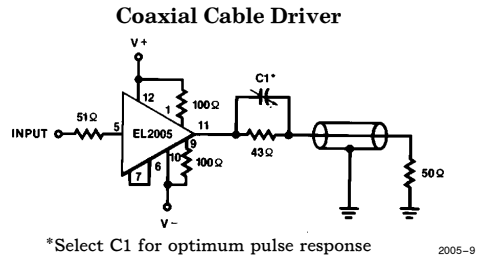 Coaxial Cable Driver
V+
C1*
12
1
100Ω
51Ω
INPUT
5
EL2005
11
9
43Ω
10
100Ω
6
7
50Ω
V−
*Select C1 for optimum pulse response
2005–9